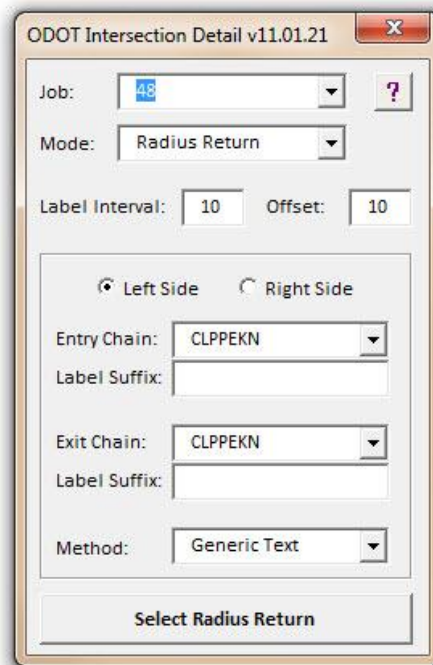 ODOT Intersection Detail v11.01.21
Job: 48 ?
Mode: Radius Return
Label Interval: 10 Offset: 10
Left Side Right Side
Entry Chain: CLPPEKN
Label Suffix:
Exit Chain: CLPPEKN
Label Suffix:
Method: Generic Text
Select Radius Return